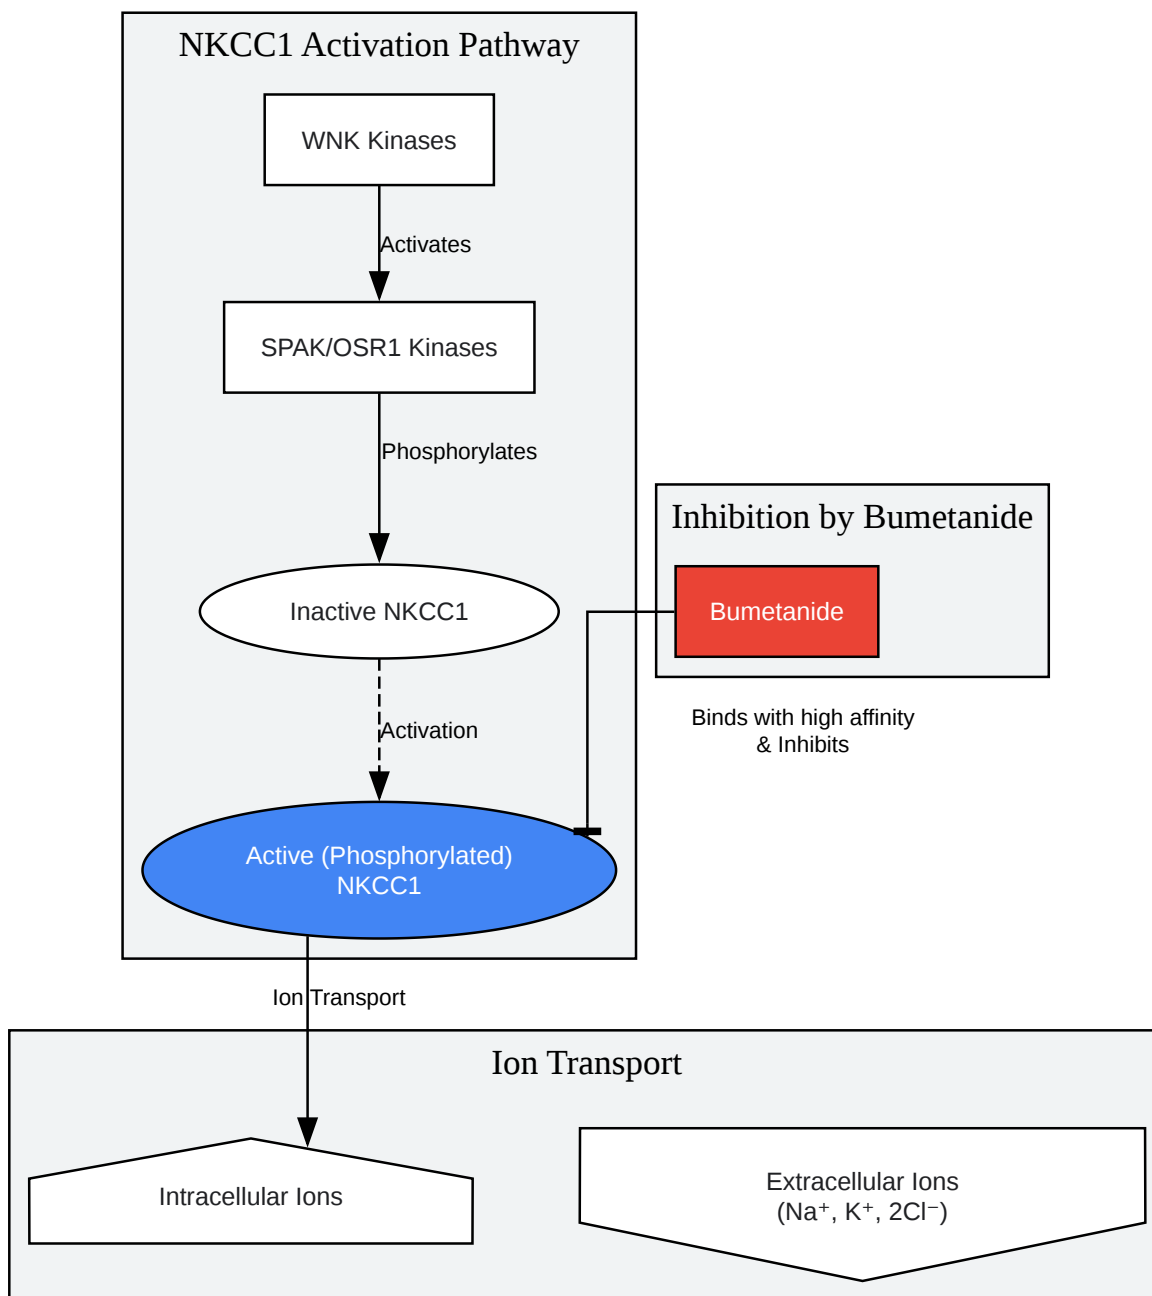 NKCC1 Activation Pathway
WNK Kinases
Activates
SPAK/OSR1 Kinases
Phosphorylates
Inhibition by Bumetanide
Inactive NKCC1
Bumetanide
Binds with high affinity
& Inhibits
Activation
Active (Phosphorylated)
NKCC1
Ion Transport
Ion Transport
Intracellular Ions
Extracellular Ions
(Na⁺, K⁺, 2Cl⁻)